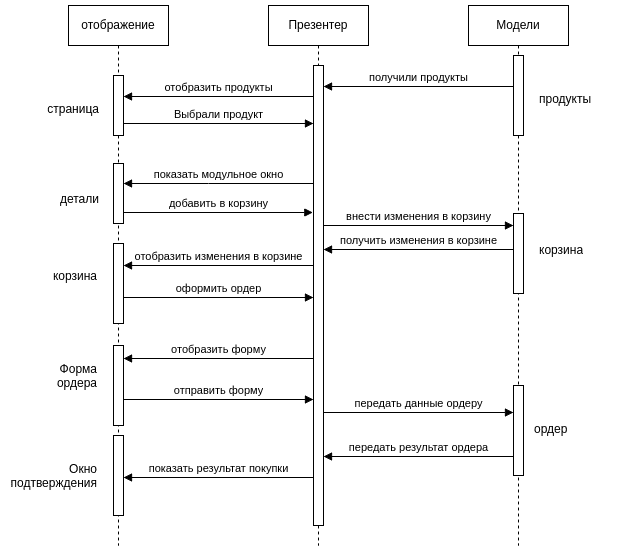 отображение
Презентер
Модели
получили продукты
отобразить продукты
страница
продукты
Выбрали продукт
показать модульное окно
детали
добавить в корзину
внести изменения в корзину
получить изменения в корзине
корзина
отобразить изменения в корзине
корзина
оформить ордер
отобразить форму
Форма
ордера
отправить форму
передать данные ордеру
ордер
передать результат ордера
Окно
подтверждения
показать результат покупки